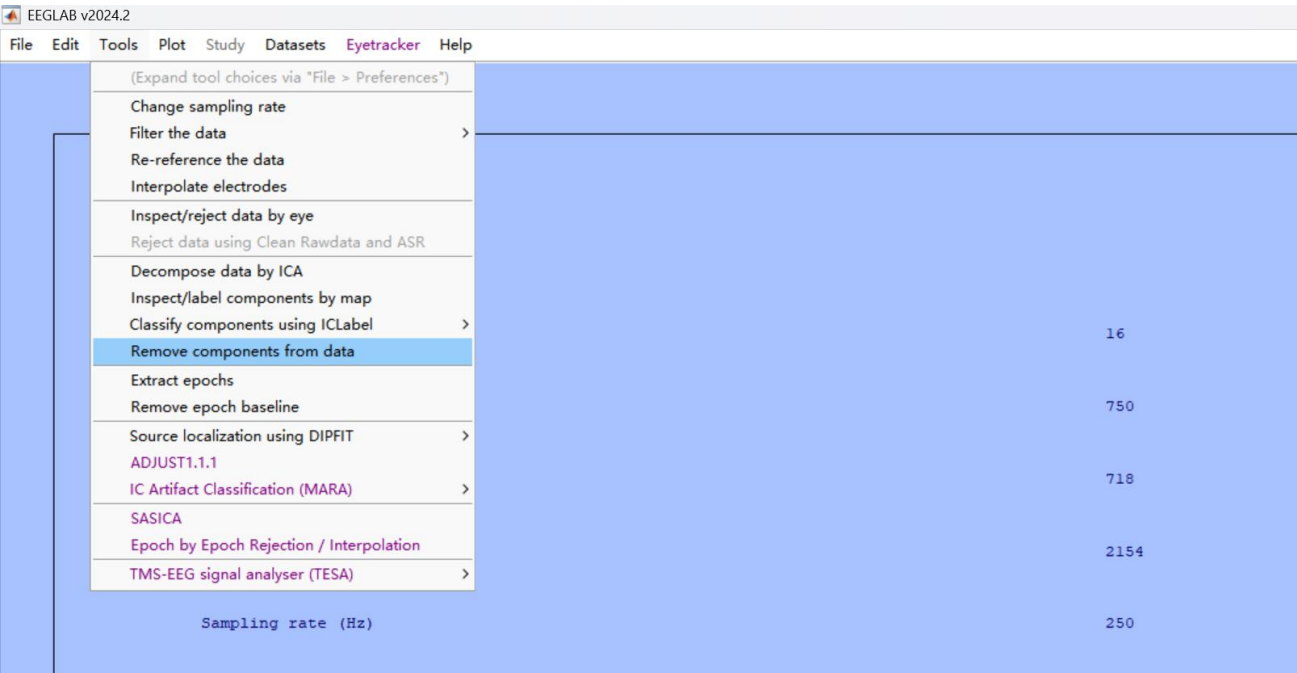 EEGLAB v2024.2
File Edit Tools Plot Study Datasets Eyetracker Help
(Expand tool choices via "File > Preferences")
Change sampling rate
Filter the data
Re-reference the data
Interpolate electrodes
Inspect/reject data by eye
Reject data using Clean Rawdata and ASR
Decompose data by ICA
Inspect/label components by map
Classify components using ICLabel
16
Remove components from data
Extract epochs
Remove epoch baseline
750
Source localization using DIPFIT
ADJUST1.1.1
718
IC Artifact Classification (MARA)
SASICA
Epoch by Epoch Rejection / Interpolation
2154
TMS-EEG signal analyser (TESA)
Sampling rate (Hz) 250